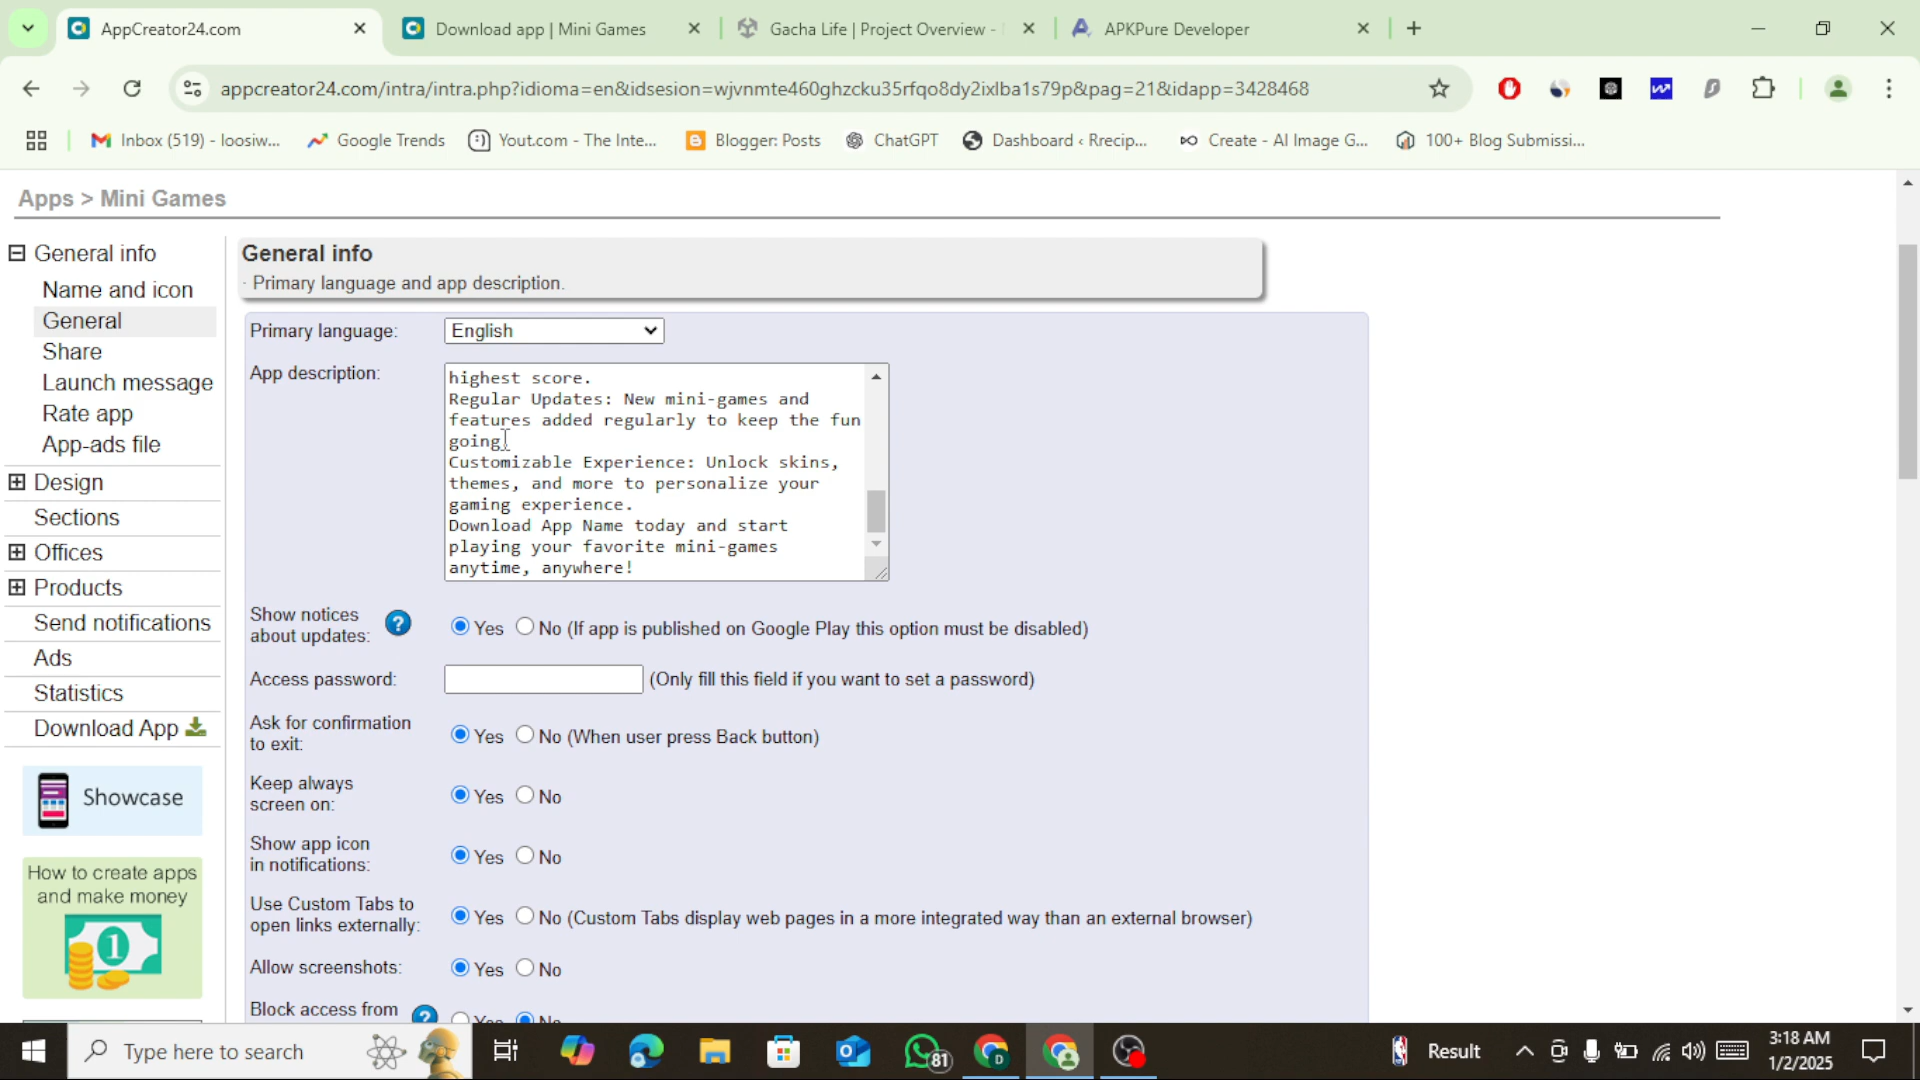 AppCreator24.com
Download app | Mini Games
Gacha Life | Project Overview -
APKPure Developer
appcreator24.com/intra/intra.php?idioma=en&idsesion=wjvnmte460ghzcku35rfqo8dy2ixlba1s79p&pag=21&idapp=3428468
Inbox (519) - loosiw...
Google Trends
Yout.com - The Inte...
Blogger: Posts
ChatGPT
Dashboard ‹ Rrecip...
Create - AI Image G...
100+ Blog Submissi...
Apps > Mini Games
General info
Name and icon
General
Share
Launch message
Rate app
App-ads file
Design
Sections
Offices
Products
Send notifications
Ads
Statistics
Download App
Showcase
How to create apps
and make money
1
General info
· Primary language and app description.
Primary language: English
App description:
highest score.
Regular Updates: New mini-games and
features added regularly to keep the fun
going.
Customizable Experience: Unlock skins,
themes, and more to personalize your
gaming experience.
Download App Name today and start
playing your favorite mini-games
anytime, anywhere!
Show notices
about updates: ? Yes No (If app is published on Google Play this option must be disabled)
Access password: (Only fill this field if you want to set a password)
Ask for confirmation
to exit: Yes No (When user press Back button)
Keep always
screen on: Yes No
Show app icon
in notifications: Yes No
Use Custom Tabs to
open links externally: Yes No (Custom Tabs display web pages in a more integrated way than an external browser)
Allow screenshots: Yes No
Block access from ? Yes No
Type here to search
81
D
Result
3:18 AM
1/2/2025